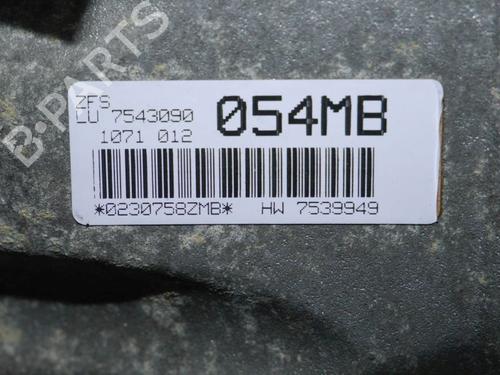 B-PARTS
ZFS
LU 7543090
1071 012
054MB
*0230758ZMB* HW 7539949